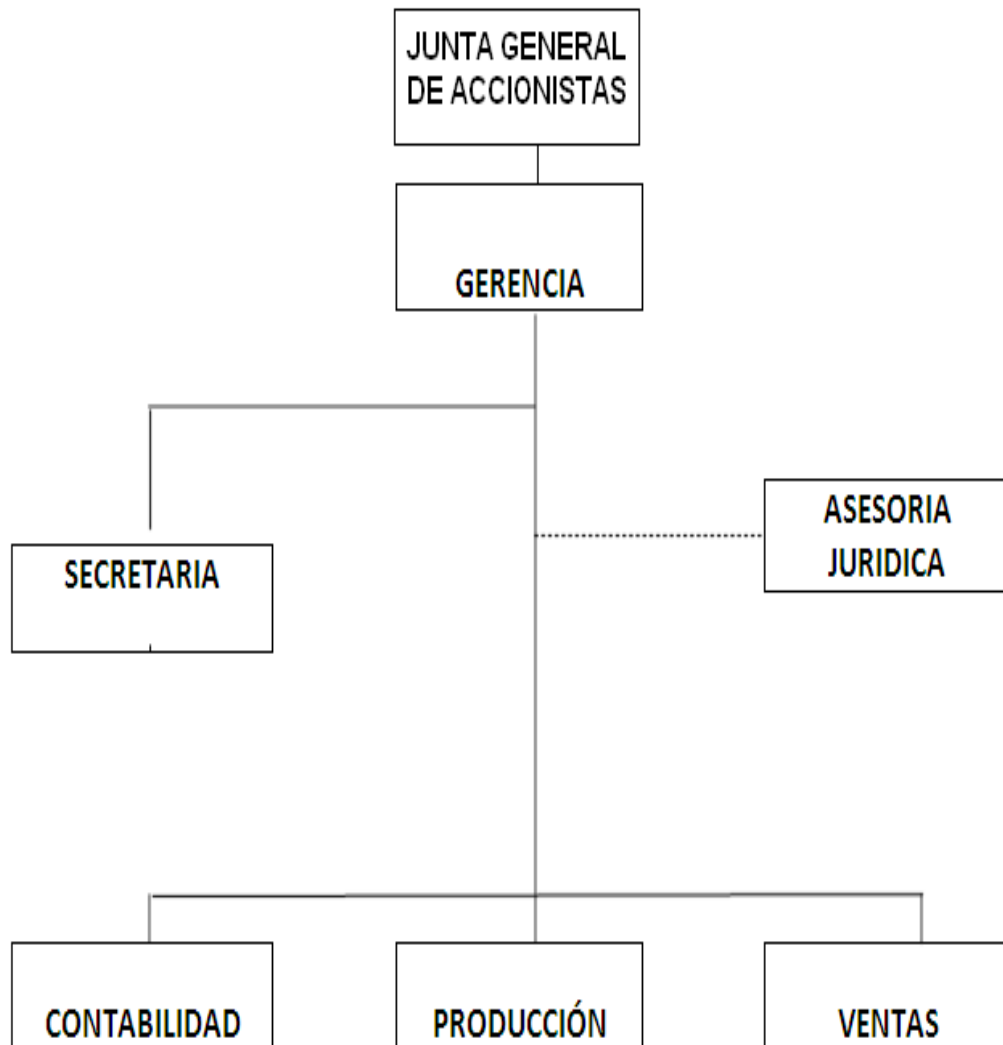 JUNTA GENERAL
DE ACCIONISTAS
GERENCIA
ASESORIA
JURIDICA
SECRETARIA
CONTABILIDAD
PRODUCCIÓN
VENTAS